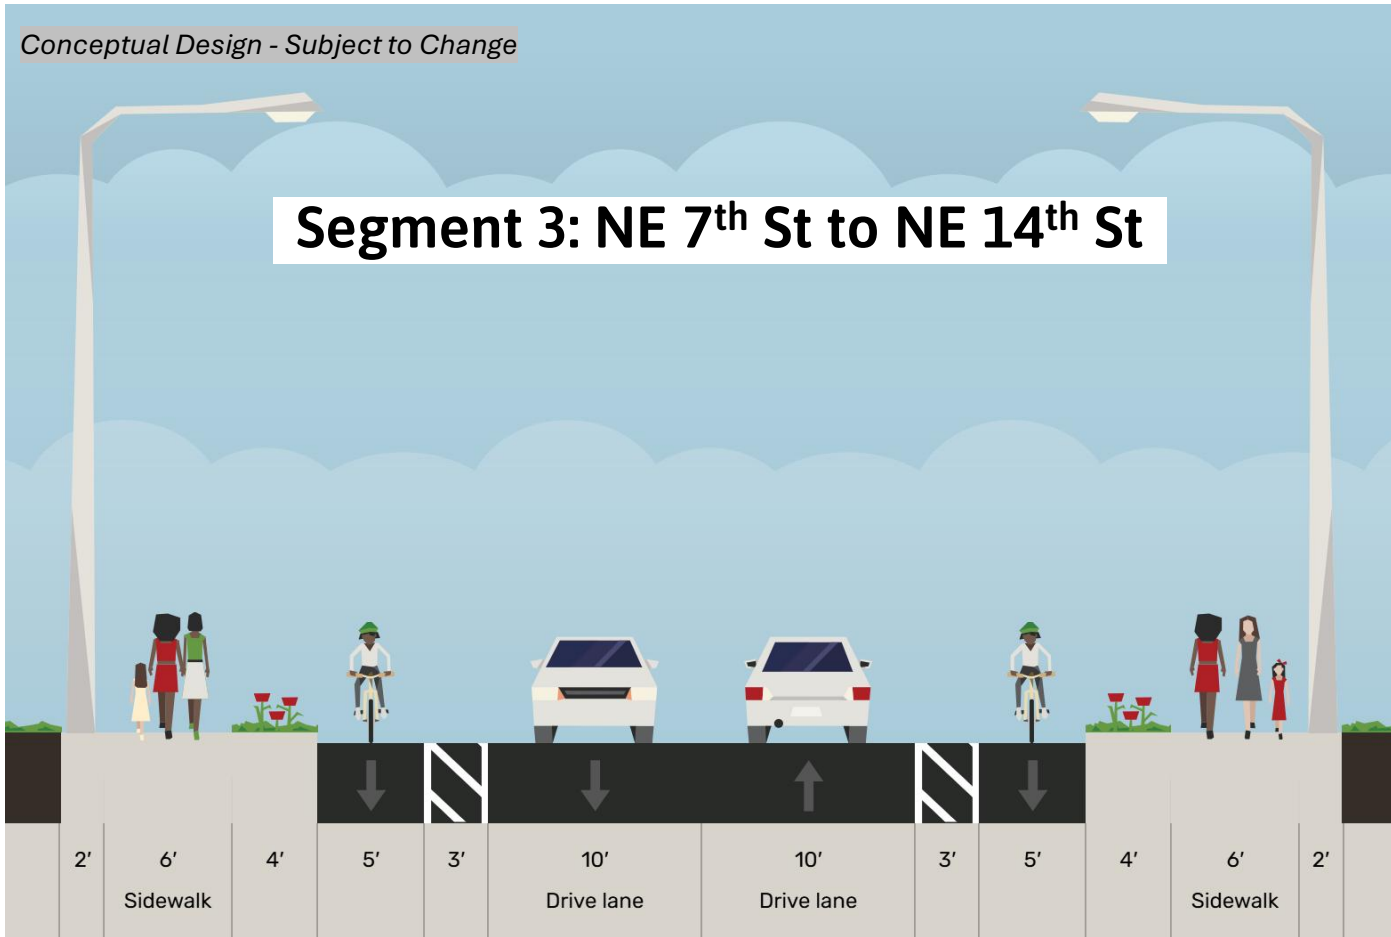 Conceptual Design - Subject to Change
Segment 3: NE 7th St to NE 14th St
2’ 6’ 4’ 5’ 3’ 10’ 10’ 3’ 5’ 4’ 6’ 2’
Sidewalk Drive lane Drive lane Sidewalk